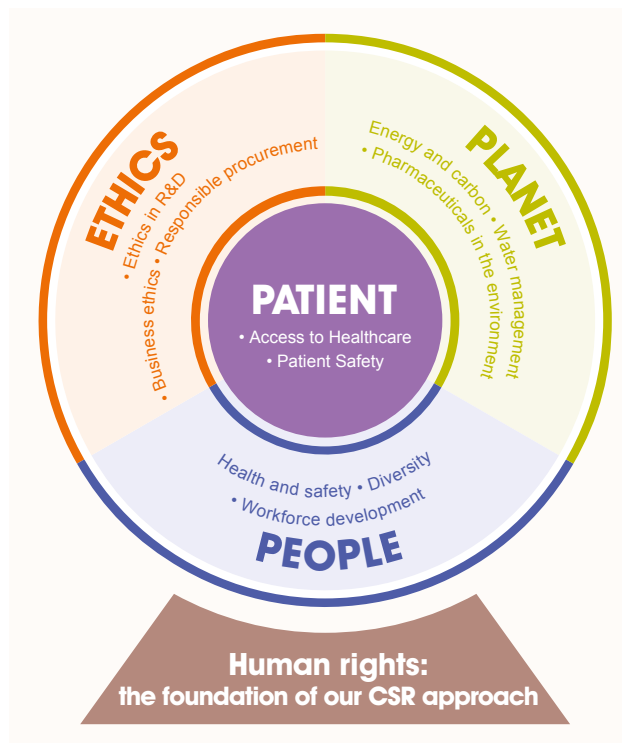 ETHICS
• Ethics in R&D
• Business ethics • Responsible procurement
PLANET
Energy and carbon • Water management
• Pharmaceuticals in the environment
PATIENT
• Access to Healthcare
• Patient Safety
Health and safety • Diversity
• Workforce development
PEOPLE
Human rights:
the foundation of our CSR approach